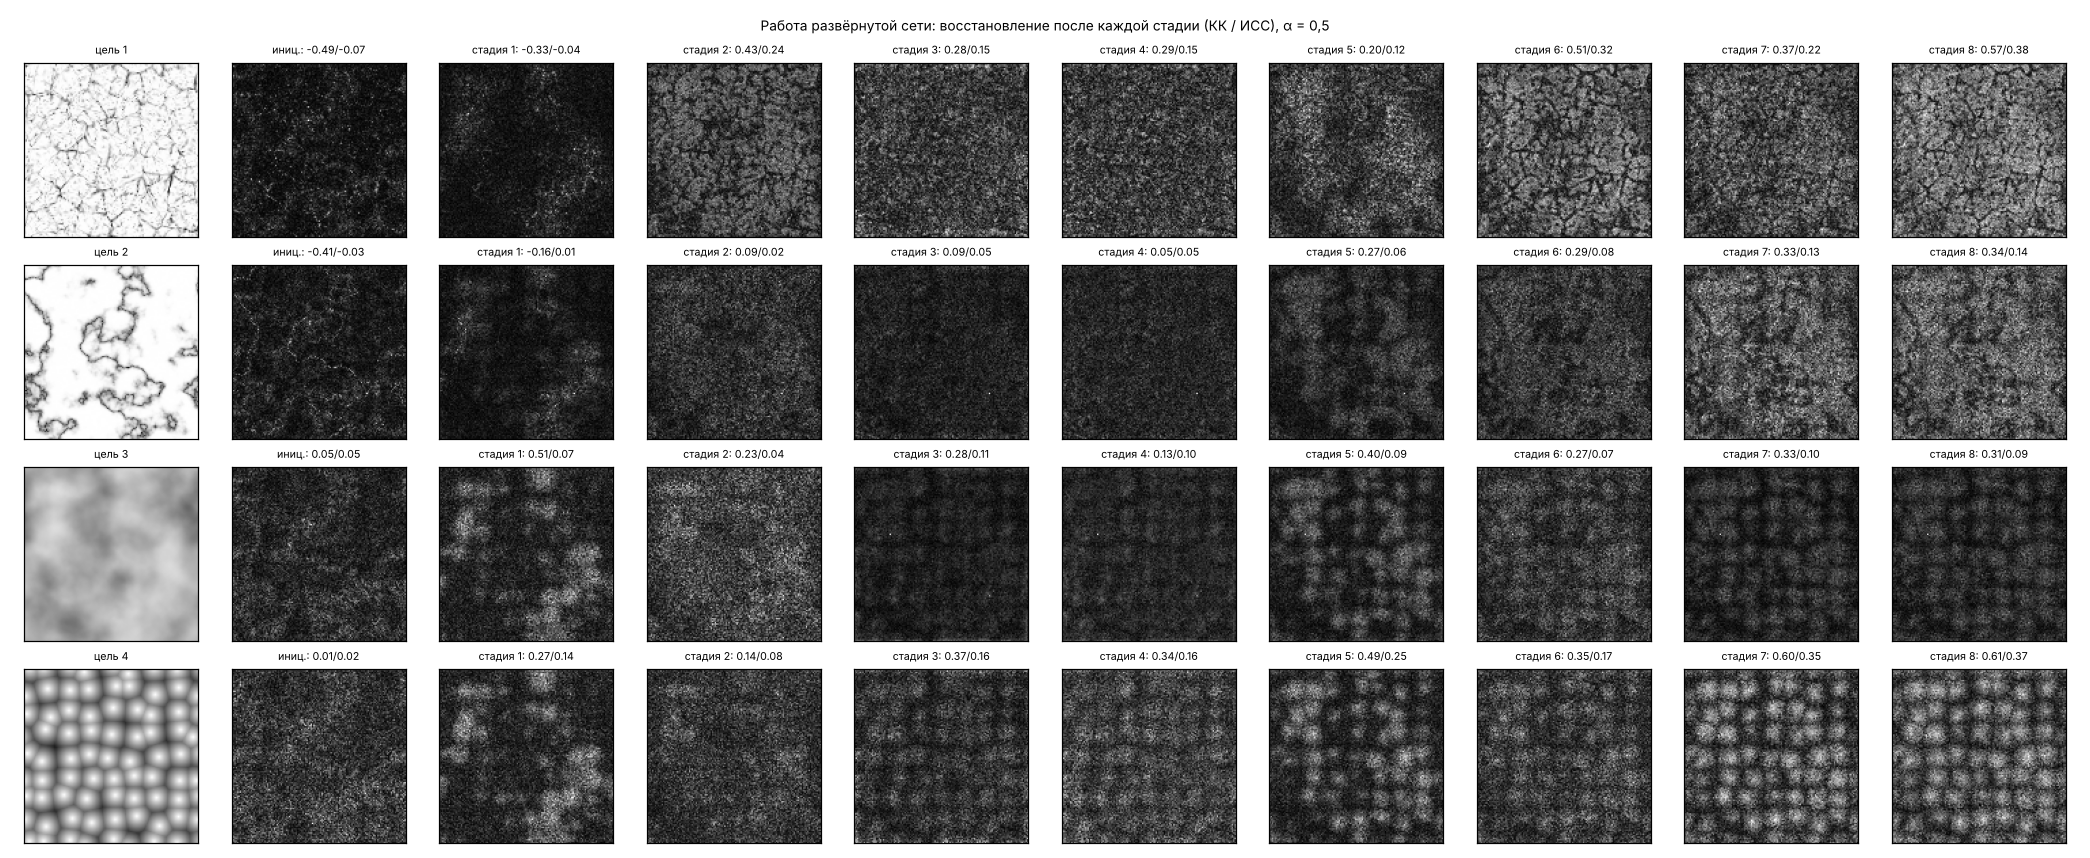 Работа развёрнутой сети: восстановление после каждой стадии (КК / ИСС), α = 0,5
цель 1
иниц.: -0.49/-0.07
стадия 1: -0.33/-0.04
стадия 2: 0.43/0.24
стадия 3: 0.28/0.15
стадия 4: 0.29/0.15
стадия 5: 0.20/0.12
стадия 6: 0.51/0.32
стадия 7: 0.37/0.22
стадия 8: 0.57/0.38
цель 2
иниц.: -0.41/-0.03
стадия 1: -0.16/0.01
стадия 2: 0.09/0.02
стадия 3: 0.09/0.05
стадия 4: 0.05/0.05
стадия 5: 0.27/0.06
стадия 6: 0.29/0.08
стадия 7: 0.33/0.13
стадия 8: 0.34/0.14
цель 3
иниц.: 0.05/0.05
стадия 1: 0.51/0.07
стадия 2: 0.23/0.04
стадия 3: 0.28/0.11
стадия 4: 0.13/0.10
стадия 5: 0.40/0.09
стадия 6: 0.27/0.07
стадия 7: 0.33/0.10
стадия 8: 0.31/0.09
цель 4
иниц.: 0.01/0.02
стадия 1: 0.27/0.14
стадия 2: 0.14/0.08
стадия 3: 0.37/0.16
стадия 4: 0.34/0.16
стадия 5: 0.49/0.25
стадия 6: 0.35/0.17
стадия 7: 0.60/0.35
стадия 8: 0.61/0.37